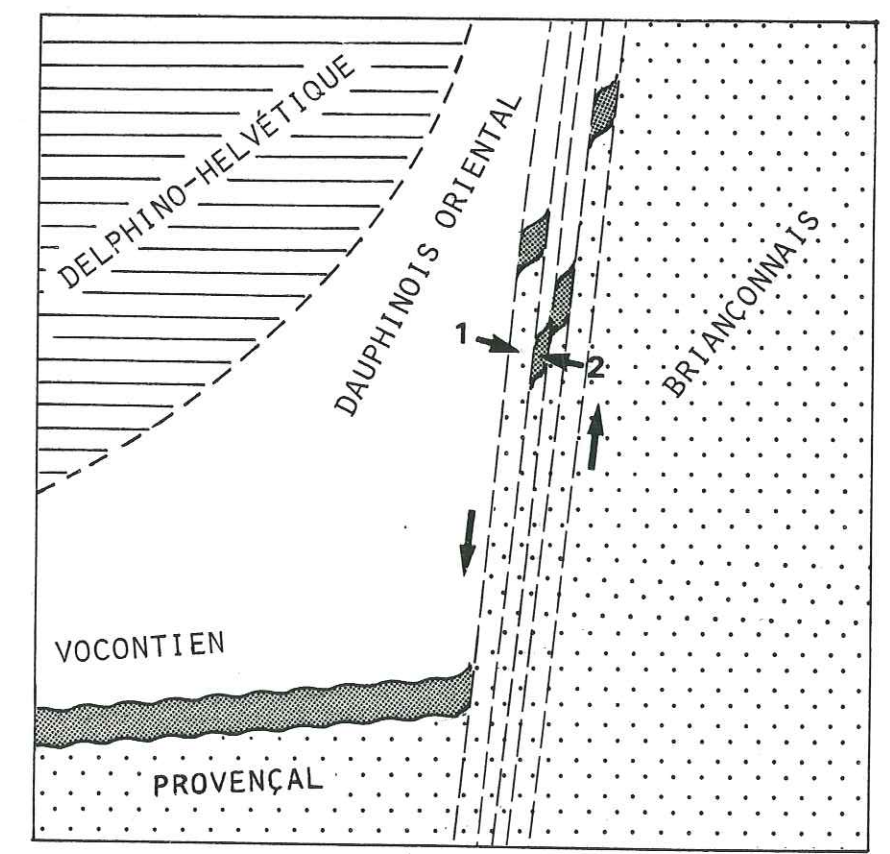 DELPHINO-HELVÉTIQUE
DAUPHINOIS ORIENTAL
BRIANÇONNAIS
1
2
VOCONTIEN
PROVENÇAL